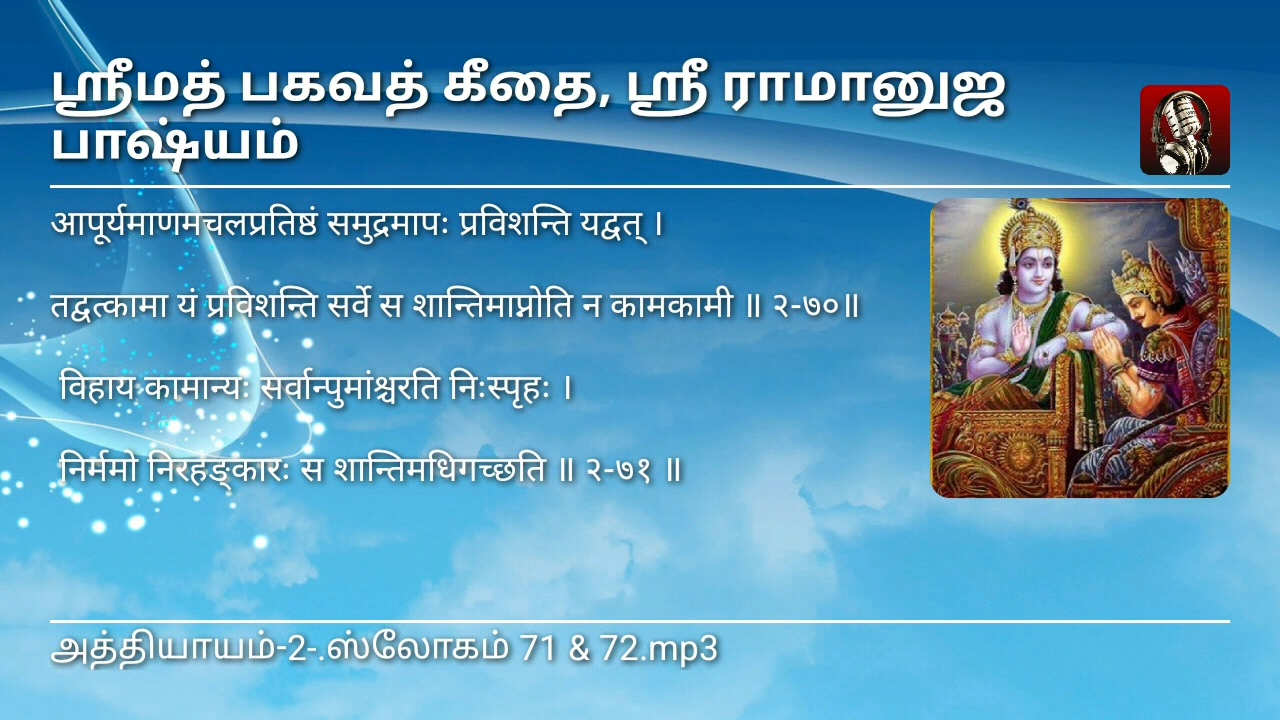 ஸ்ரீமத் பகவத் கீதை, ஸ்ரீ ராமானுஜ
பாஷ்யம்
आपूर्यमाणमचलप्रतिष्ठं समुद्रमापः प्रविशन्ति यद्वत् ।
तद्वत्कामा यं प्रविशन्ति सर्वे स शान्तिमाप्नोति न कामकामी ॥ २-७०॥
विहाय कामान्यः सर्वान्पुमांश्चरति निःस्पृहः ।
निर्ममो निरहङ्कारः स शान्तिमधिगच्छति ॥ २-७१ ॥
அத்தியாயம்-2-.ஸ்லோகம் 71 & 72.mp3